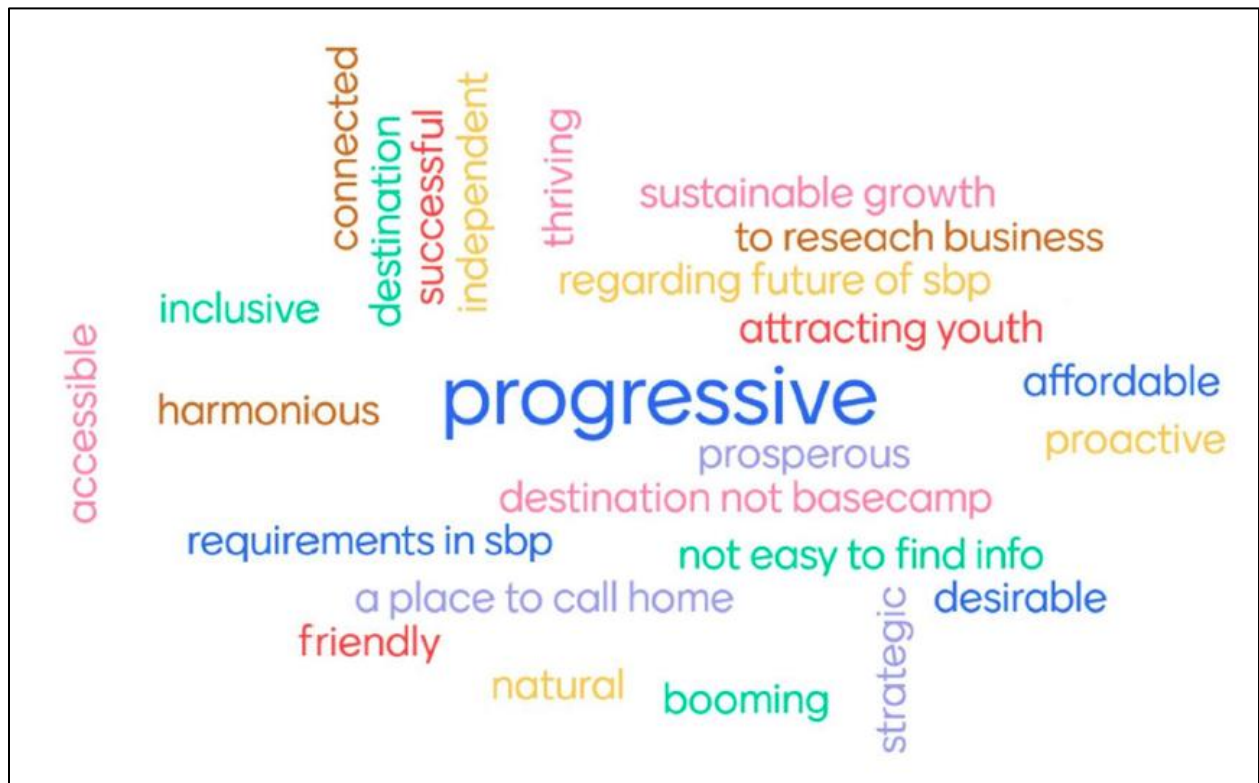 connected
destination
successful
independent
thriving
sustainable growth
to reseach business
regarding future of sbp
inclusive
attracting youth
accessible
affordable
harmonious
progressive
proactive
prosperous
destination not basecamp
requirements in sbp
not easy to find info
a place to call home
desirable
strategic
friendly
natural
booming